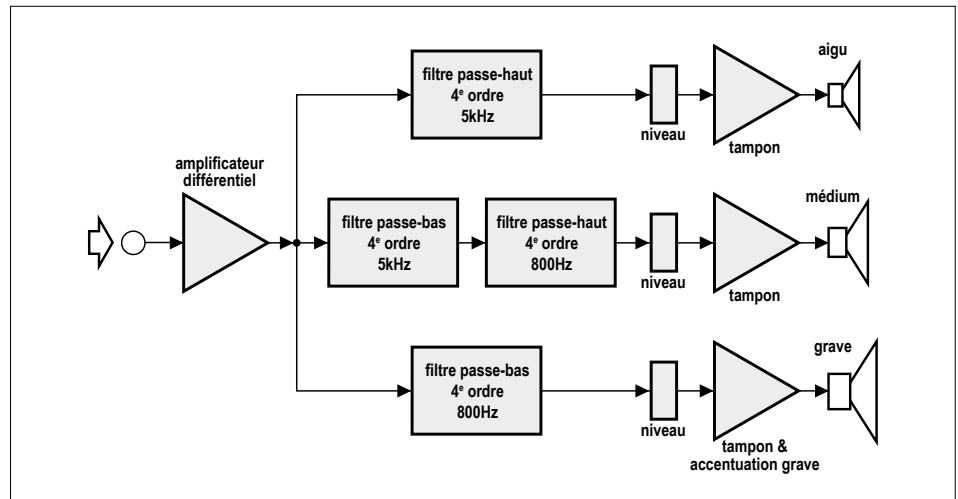 amplificateur
différentiel
filtre passe-haut
4e ordre
5kHz
niveau
tampon
aigu
filtre passe-bas
4e ordre
5kHz
filtre passe-haut
4e ordre
800Hz
niveau
tampon
médium
filtre passe-bas
4e ordre
800Hz
niveau
tampon &
accentuation grave
grave